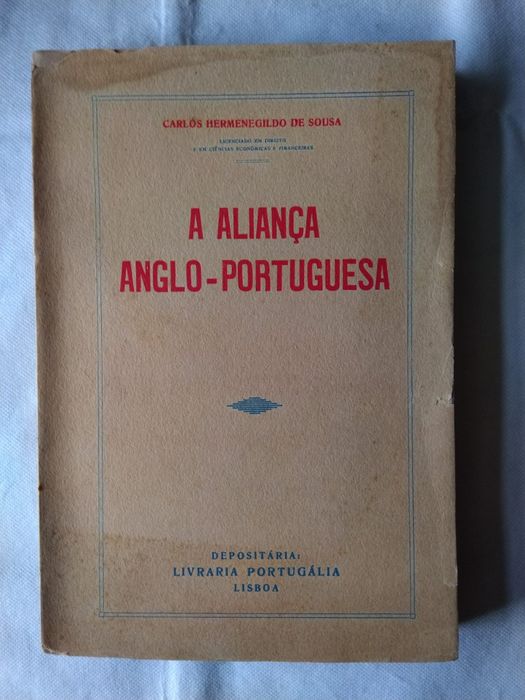 CARLOS HERMENEGILDO DE SOUSA
LICENCIADO EM DIREITO
E EM CIÊNCIAS ECONÓMICAS E FINANCEIRAS
A ALIANÇA
ANGLO-PORTUGUESA
DEPOSITÁRIA:
LIVRARIA PORTUGÁLIA
LISBOA